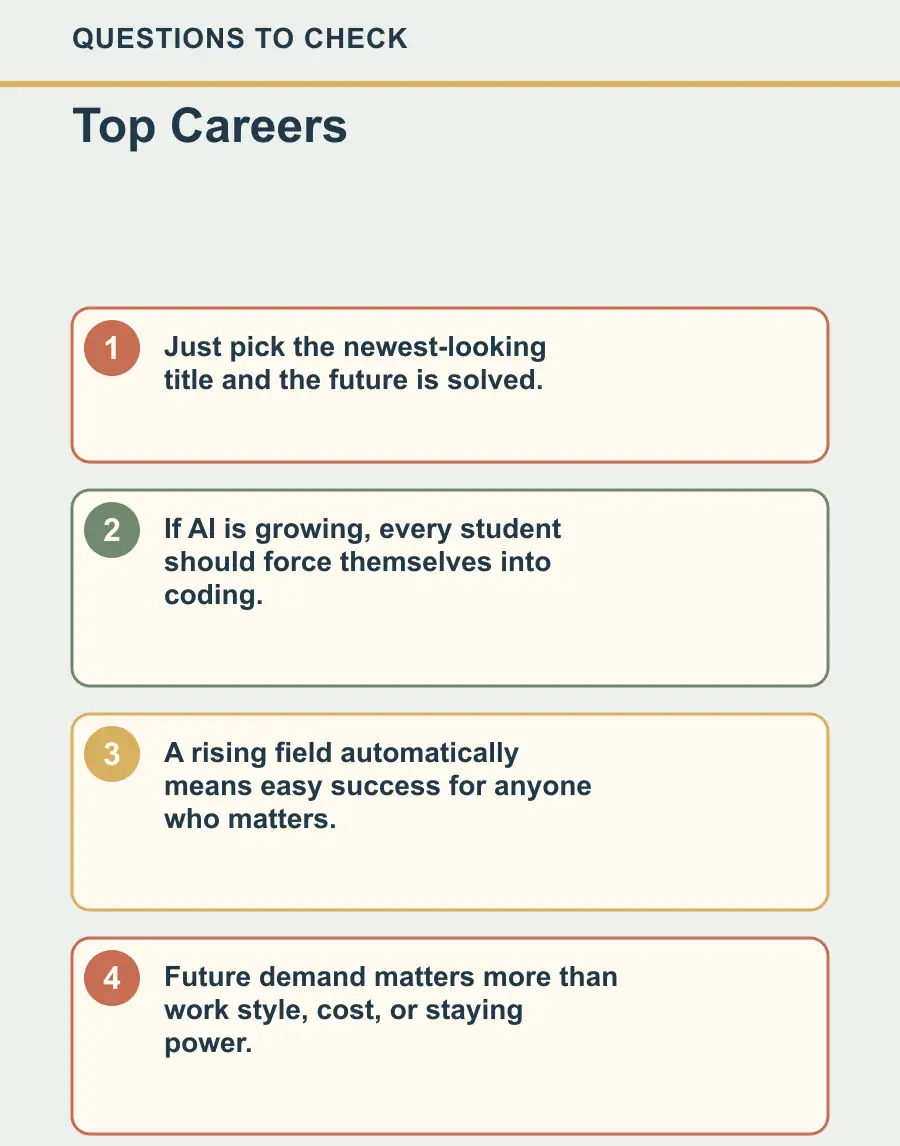 QUESTIONS TO CHECK
Top Careers
1
Just pick the newest-looking
title and the future is solved.
2
If AI is growing, every student
should force themselves into
coding.
3
A rising field automatically
means easy success for anyone
who matters.
4
Future demand matters more than
work style, cost, or staying
power.